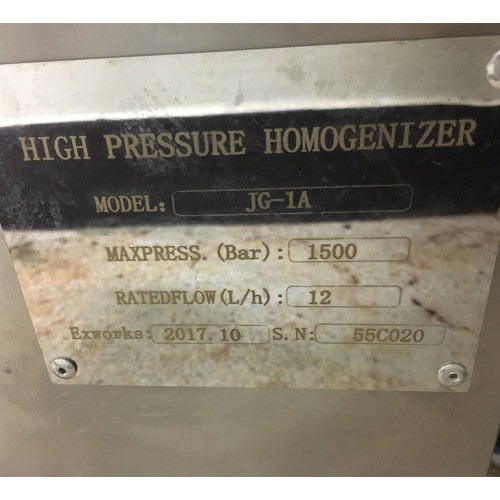 HIGH PRESSURE HOMOGENIZER
MODEL: JG-1A
MAXPRESS.(Bar): 1500
RATEDFLOW(L/h): 12
Exworks: 2017.10 S.N: 55C020